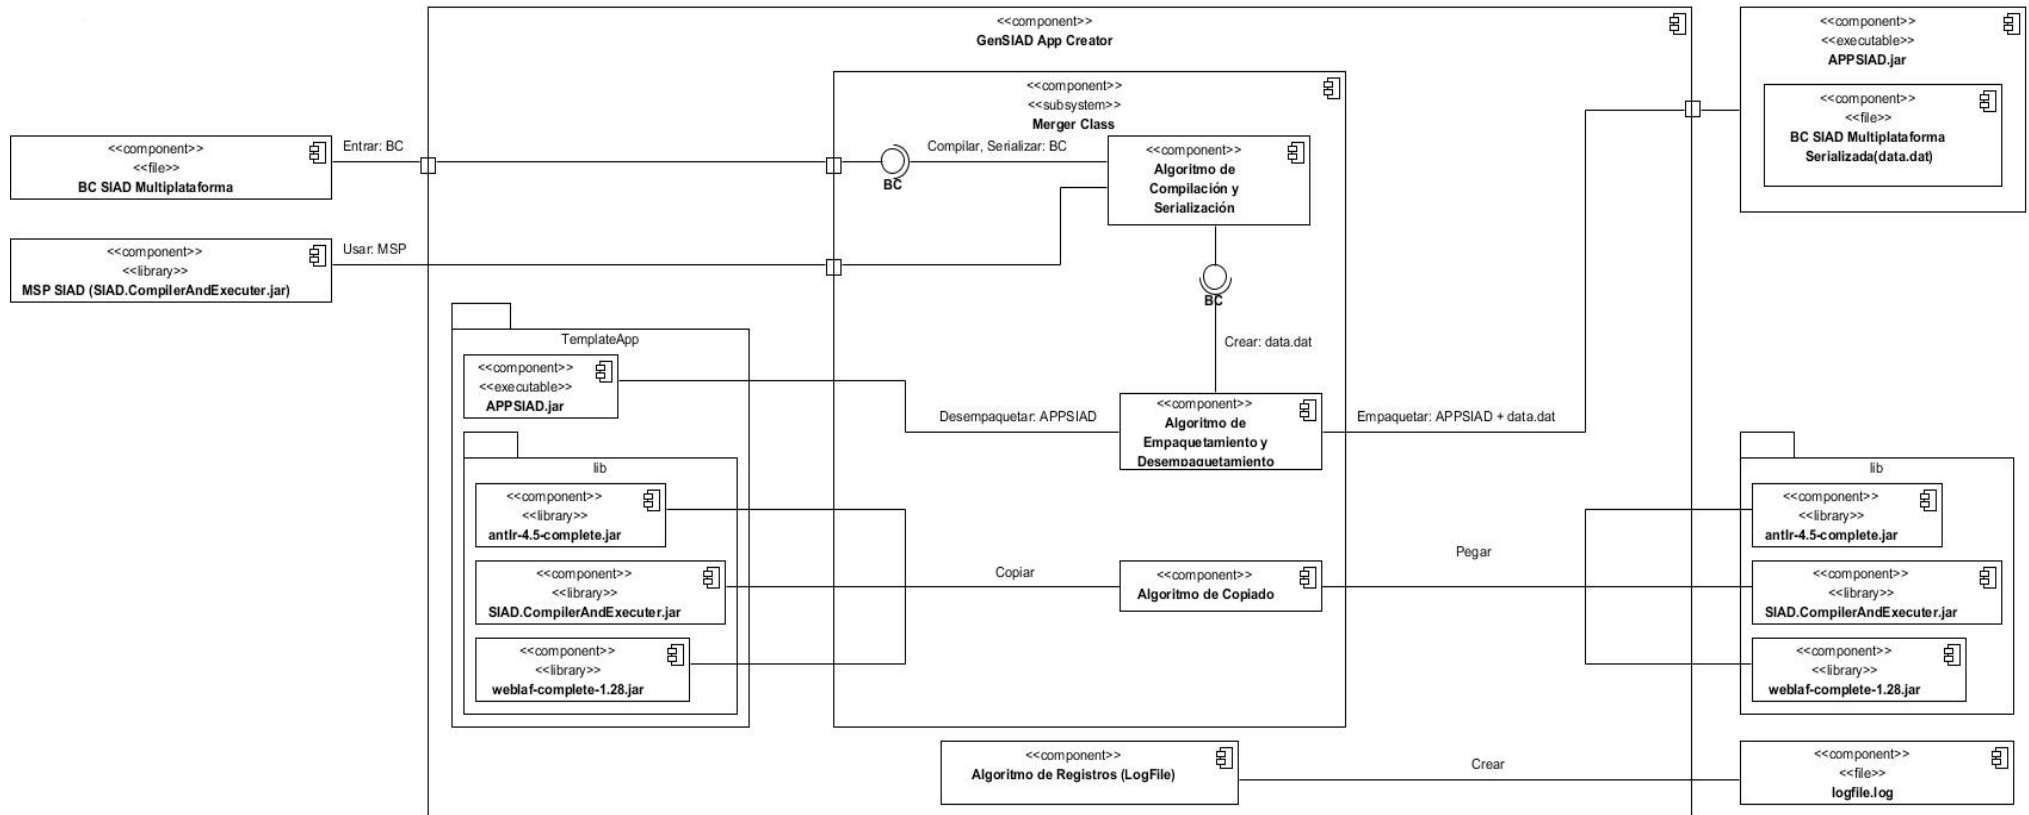 <<component>>
GenSIAD App Creator
<<component>>
<<executable>>
APPSIAD.jar
<<component>>
<<file>>
BC SIAD Multiplataforma
Serializada(data.dat)
<<component>>
<<subsystem>>
Merger Class
<<component>>
<<file>>
BC SIAD Multiplataforma
Entrar: BC
BC
Compilar, Serializar: BC
<<component>>
Algoritmo de
Compilación y
Serialización
<<component>>
<<library>>
MSP SIAD (SIAD.CompilerAndExecuter.jar)
Usar: MSP
BC
Crear: data.dat
TemplateApp
<<component>>
<<executable>>
APPSIAD.jar
Desempaquetar: APPSIAD
<<component>>
Algoritmo de
Empaquetamiento y
Desempaquetamiento
Empaquetar: APPSIAD + data.dat
lib
<<component>>
<<library>>
antlr-4.5-complete.jar
<<component>>
<<library>>
SIAD.CompilerAndExecuter.jar
<<component>>
<<library>>
weblaf-complete-1.28.jar
Copiar
<<component>>
Algoritmo de Copiado
Pegar
lib
<<component>>
<<library>>
antlr-4.5-complete.jar
<<component>>
<<library>>
SIAD.CompilerAndExecuter.jar
<<component>>
<<library>>
weblaf-complete-1.28.jar
<<component>>
Algoritmo de Registros (LogFile)
Crear
<<component>>
<<file>>
logfile.log